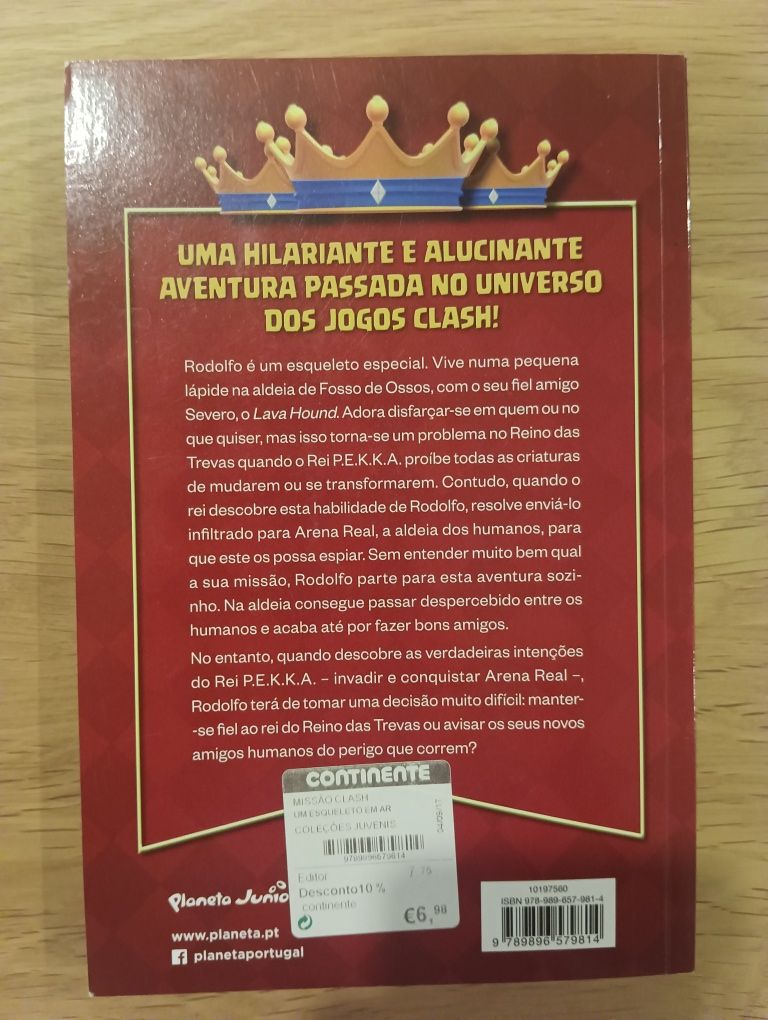 UMA HILARIANTE E ALUCINANTE
AVENTURA PASSADA NO UNIVERSO
DOS JOGOS CLASH!
Rodolfo é um esqueleto especial. Vive numa pequena
lápide na aldeia de Fosso de Ossos, com o seu fiel amigo
Severo, o Lava Hound. Adora disfarçar-se em quem ou no
que quiser, mas isso torna-se um problema no Reino das
Trevas quando o Rei P.E.K.K.A. proíbe todas as criaturas
de mudarem ou se transformarem. Contudo, quando o
rei descobre esta habilidade de Rodolfo, resolve enviá-lo
infiltrado para Arena Real, a aldeia dos humanos, para
que este os possa espiar. Sem entender muito bem qual
a sua missão, Rodolfo parte para esta aventura sozi-
nho. Na aldeia consegue passar despercebido entre os
humanos e acaba até por fazer bons amigos.
No entanto, quando descobre as verdadeiras intenções
do Rei P.E.K.K.A. – invadir e conquistar Arena Real –,
Rodolfo terá de tomar uma decisão muito difícil: manter-
-se fiel ao rei do Reino das Trevas ou avisar os seus novos
amigos humanos do perigo que correm?
CONTINENTE
MISSÃO CLASH
UM ESQUELETO EM AR
COLEÇÕES JUVENIS
04/09/17
9789896579814
Editor 7.75
Desconto10 %
continente
€6,98
Planeta Junio
www.planeta.pt
planetaportugal
10197560
ISBN 978-989-657-981-4
9 789896 579814